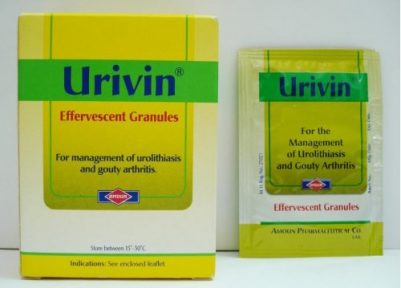 Urivin®
Effervescent Granules
For management of urolithiasis
and gouty arthritis.
AMOUN
Store between 15°-30°C
Indications: See enclosed leaflet
Urivin
For the
Management
of Urolithiasis
and Gouty Arthritis
Effervescent Granules
AMOUN PHARMACEUTICAL CO.